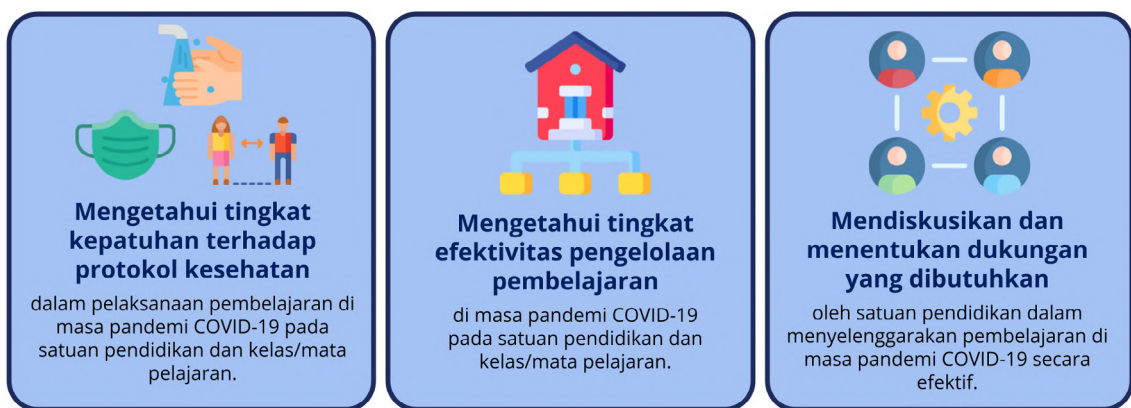 Mengetahui tingkat
kepatuhan terhadap
protokol kesehatan
dalam pelaksanaan pembelajaran di
masa pandemi COVID-19 pada
satuan pendidikan dan kelas/mata
pelajaran.
Mengetahui tingkat
efektivitas pengelolaan
pembelajaran
di masa pandemi COVID-19
pada satuan pendidikan dan
kelas/mata pelajaran.
Mendiskusikan dan
menentukan dukungan
yang dibutuhkan
oleh satuan pendidikan dalam
menyelenggarakan pembelajaran di
masa pandemi COVID-19 secara
efektif.